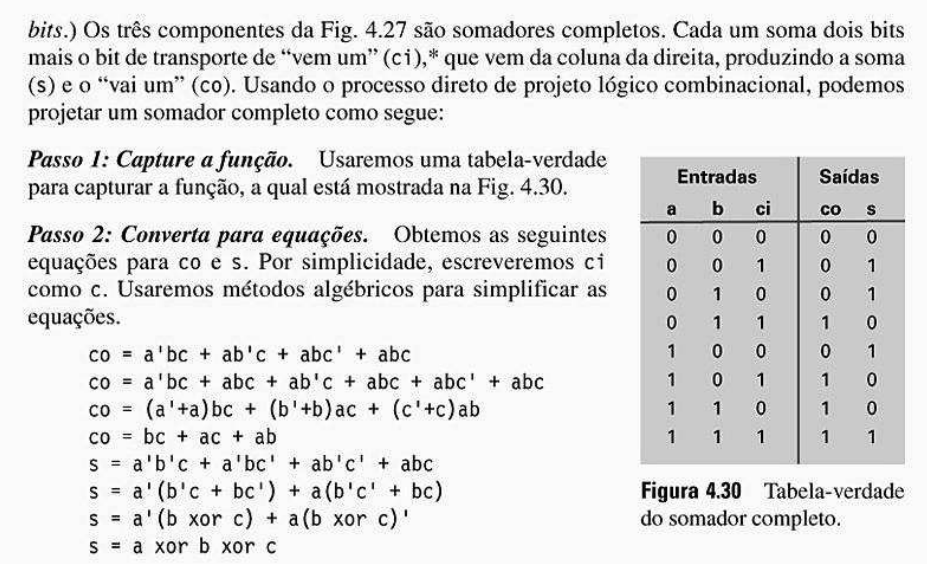 bits.) Os três componentes da Fig. 4.27 são somadores completos. Cada um soma dois bits
mais o bit de transporte de “vem um” (ci),* que vem da coluna da direita, produzindo a soma
(s) e o “vai um” (co). Usando o processo direto de projeto lógico combinacional, podemos
projetar um somador completo como segue:
Passo 1: Capture a função. Usaremos uma tabela-verdade
para capturar a função, a qual está mostrada na Fig. 4.30.
Passo 2: Converta para equações. Obtemos as seguintes
equações para co e s. Por simplicidade, escreveremos ci
como c. Usaremos métodos algébricos para simplificar as
equações.
co = a'bc + ab'c + abc' + abc
co = a'bc + abc + ab'c + abc + abc' + abc
co = (a'+a)bc + (b'+b)ac + (c'+c)ab
co = bc + ac + ab
s = a'b'c + a'bc' + ab'c' + abc
s = a'(b'c + bc') + a(b'c' + bc)
s = a'(b xor c) + a(b xor c)'
s = a xor b xor c
Entradas Saídas
a b ci co s
0 0 0 0 0
0 0 1 0 1
0 1 0 0 1
0 1 1 1 0
1 0 0 0 1
1 0 1 1 0
1 1 0 1 0
1 1 1 1 1
Figura 4.30 Tabela-verdade
do somador completo.